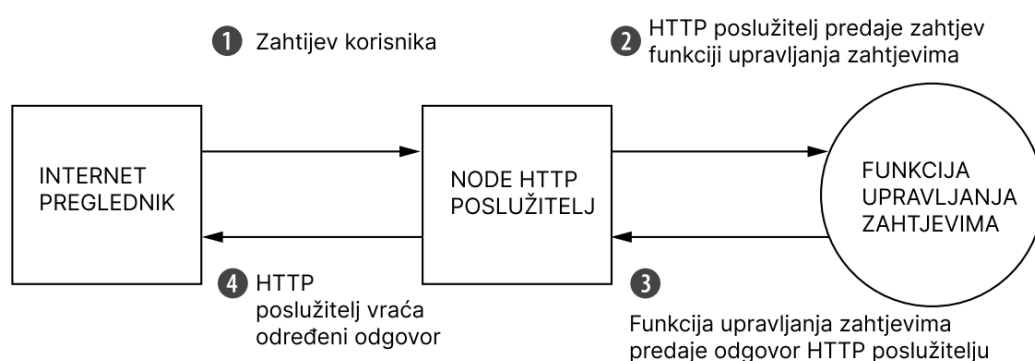 1 Zahtijev korisnika
2 HTTP poslužitelj predaje zahtjev
funkciji upravljanja zahtjevima
INTERNET
PREGLEDNIK
NODE HTTP
POSLUŽITELJ
FUNKCIJA
UPRAVLJANJA
ZAHTJEVIMA
4 HTTP
poslužitelj vraća
određeni odgovor
3
Funkcija upravljanja zahtjevima
predaje odgovor HTTP poslužitelju